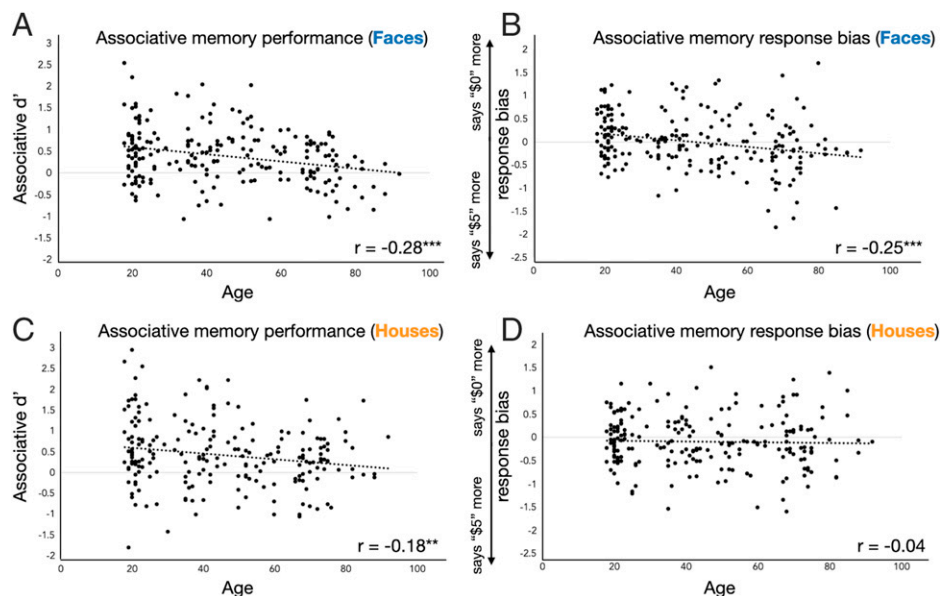 A
Associative memory performance (Faces)
3
2.5
2
1.5
1
0.5
0
-0.5
-1
-1.5
-2
Associative d’
0
20
40
60
80
100
Age
r = -0.28***
says “$0” more
says “$5” more
B
Associative memory response bias (Faces)
response bias
2
1.5
1
0.5
0
-0.5
-1
-1.5
-2
-2.5
0
20
40
60
80
100
Age
r = -0.25***
C
Associative memory performance (Houses)
3
2.5
2
1.5
1
0.5
0
-0.5
-1
-1.5
-2
Associative d’
0
20
40
60
80
100
Age
r = -0.18**
says “$0” more
says “$5” more
D
Associative memory response bias (Houses)
response bias
2
1.5
1
0.5
0
-0.5
-1
-1.5
-2
-2.5
0
20
40
60
80
100
Age
r = -0.04